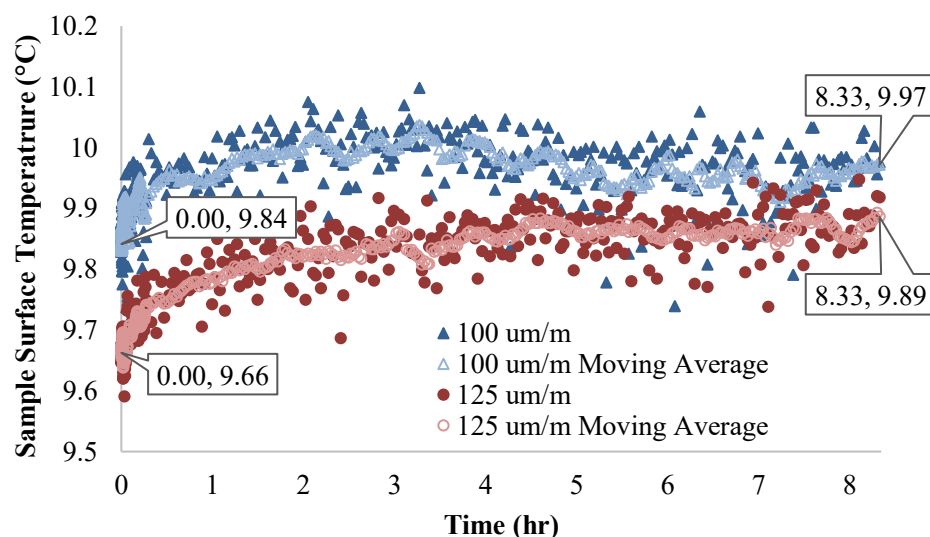 Sample Surface Temperatrure (°C)
10.2
10.1
10
9.9
9.8
9.7
9.6
9.5
0.00, 9.84
8.33, 9.97
8.33, 9.89
0.00, 9.66
100 um/m
100 um/m Moving Average
125 um/m
125 um/m Moving Average
0 1 2 3 4 5 6 7 8
Time (hr)